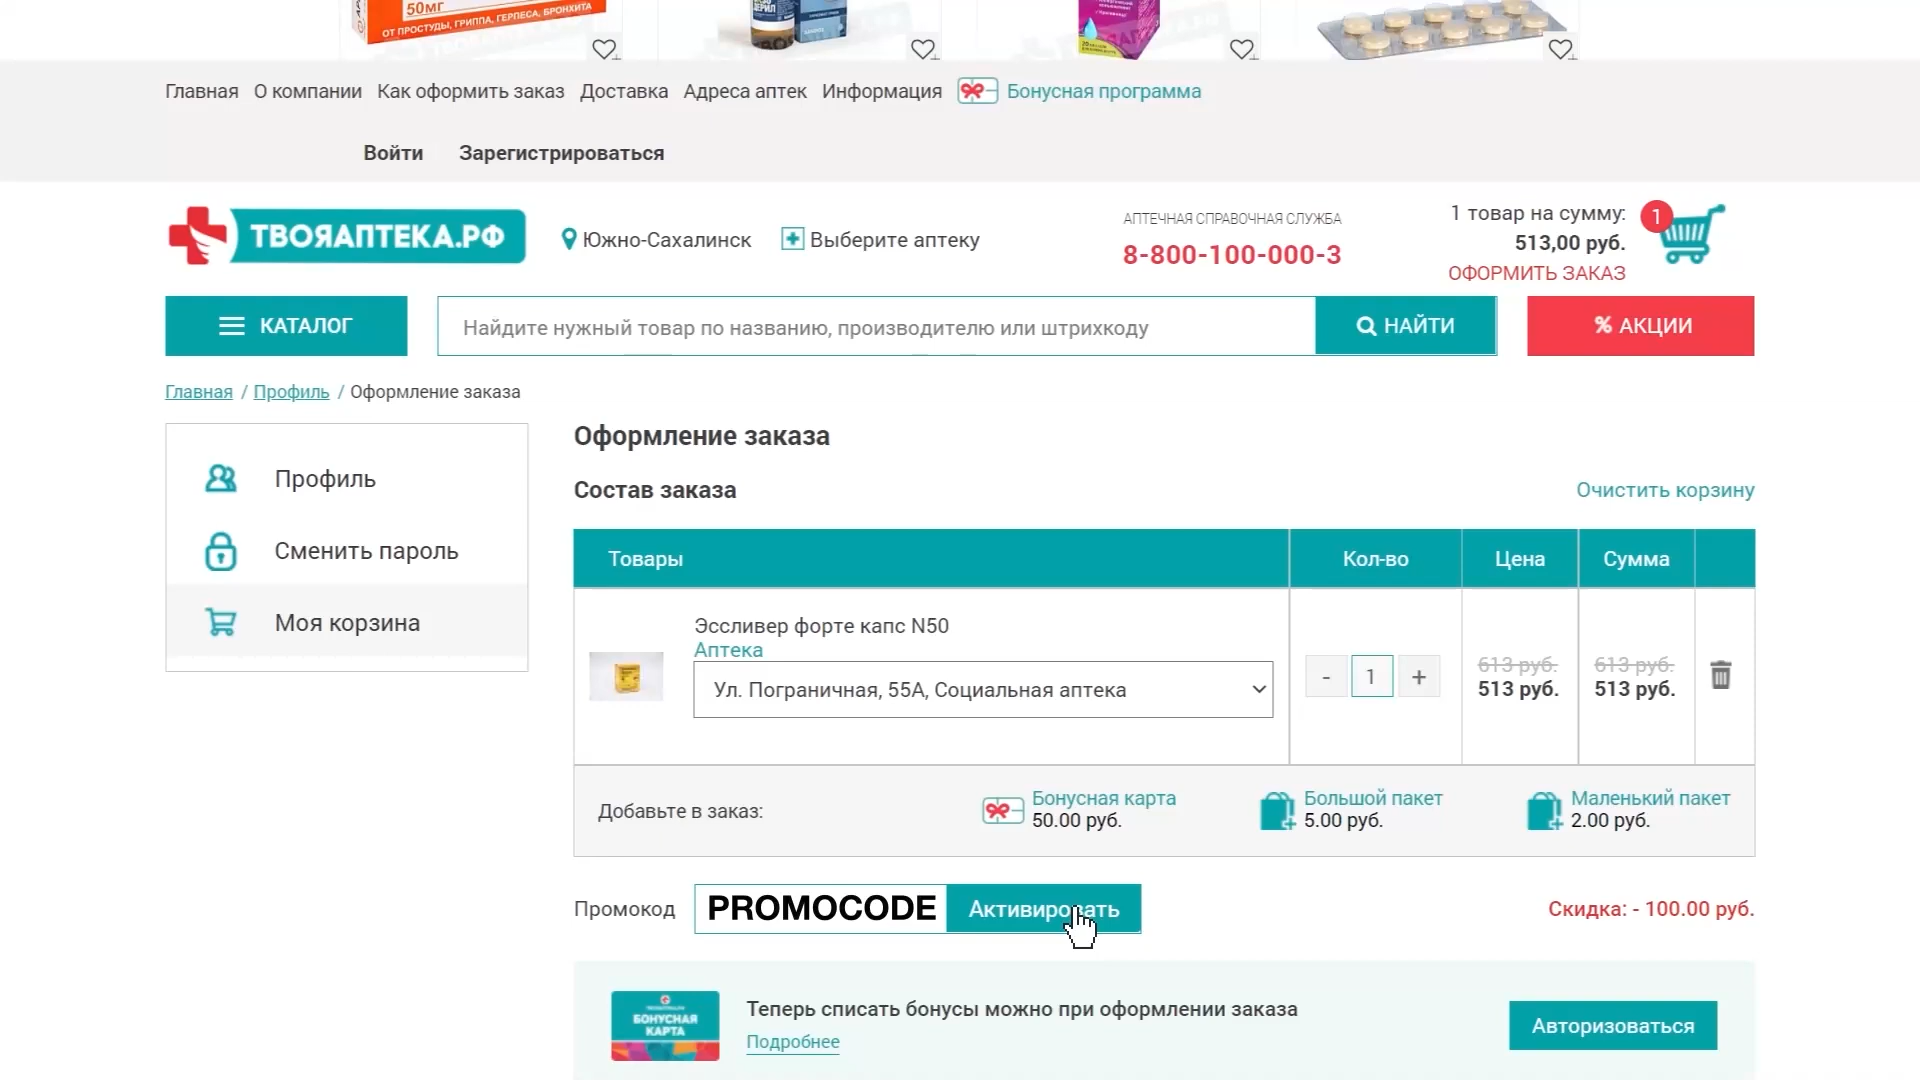 50мг
ОТ ПРОСТУДЫ, ГРИППА, ГЕРПЕСА, БРОНХИТА
Главная О компании Как оформить заказ Доставка Адреса аптек Информация Бонусная программа
Войти Зарегистрироваться
ТВОЯАПТЕКА.РФ
Южно-Сахалинск
Выберите аптеку
АПТЕЧНАЯ СПРАВОЧНАЯ СЛУЖБА
8-800-100-000-3
1 товар на сумму:
513,00 руб.
ОФОРМИТЬ ЗАКАЗ
1
КАТАЛОГ
Найдите нужный товар по названию, производителю или штрихкоду
НАЙТИ
% АКЦИИ
Главная / Профиль / Оформление заказа
Профиль
Сменить пароль
Моя корзина
Оформление заказа
Состав заказа
Очистить корзину
Товары Кол-во Цена Сумма
Эссливер форте капс N50
Аптека
Ул. Пограничная, 55А, Социальная аптека
- 1 +
613 руб. 613 руб.
513 руб. 513 руб.
Добавьте в заказ:
Бонусная карта
50.00 руб.
Большой пакет
5.00 руб.
Маленький пакет
2.00 руб.
Промокод PROMOCODE Активировать
Скидка: - 100.00 руб.
БОНУСНАЯ
КАРТА
Теперь списать бонусы можно при оформлении заказа
Подробнее
Авторизоваться